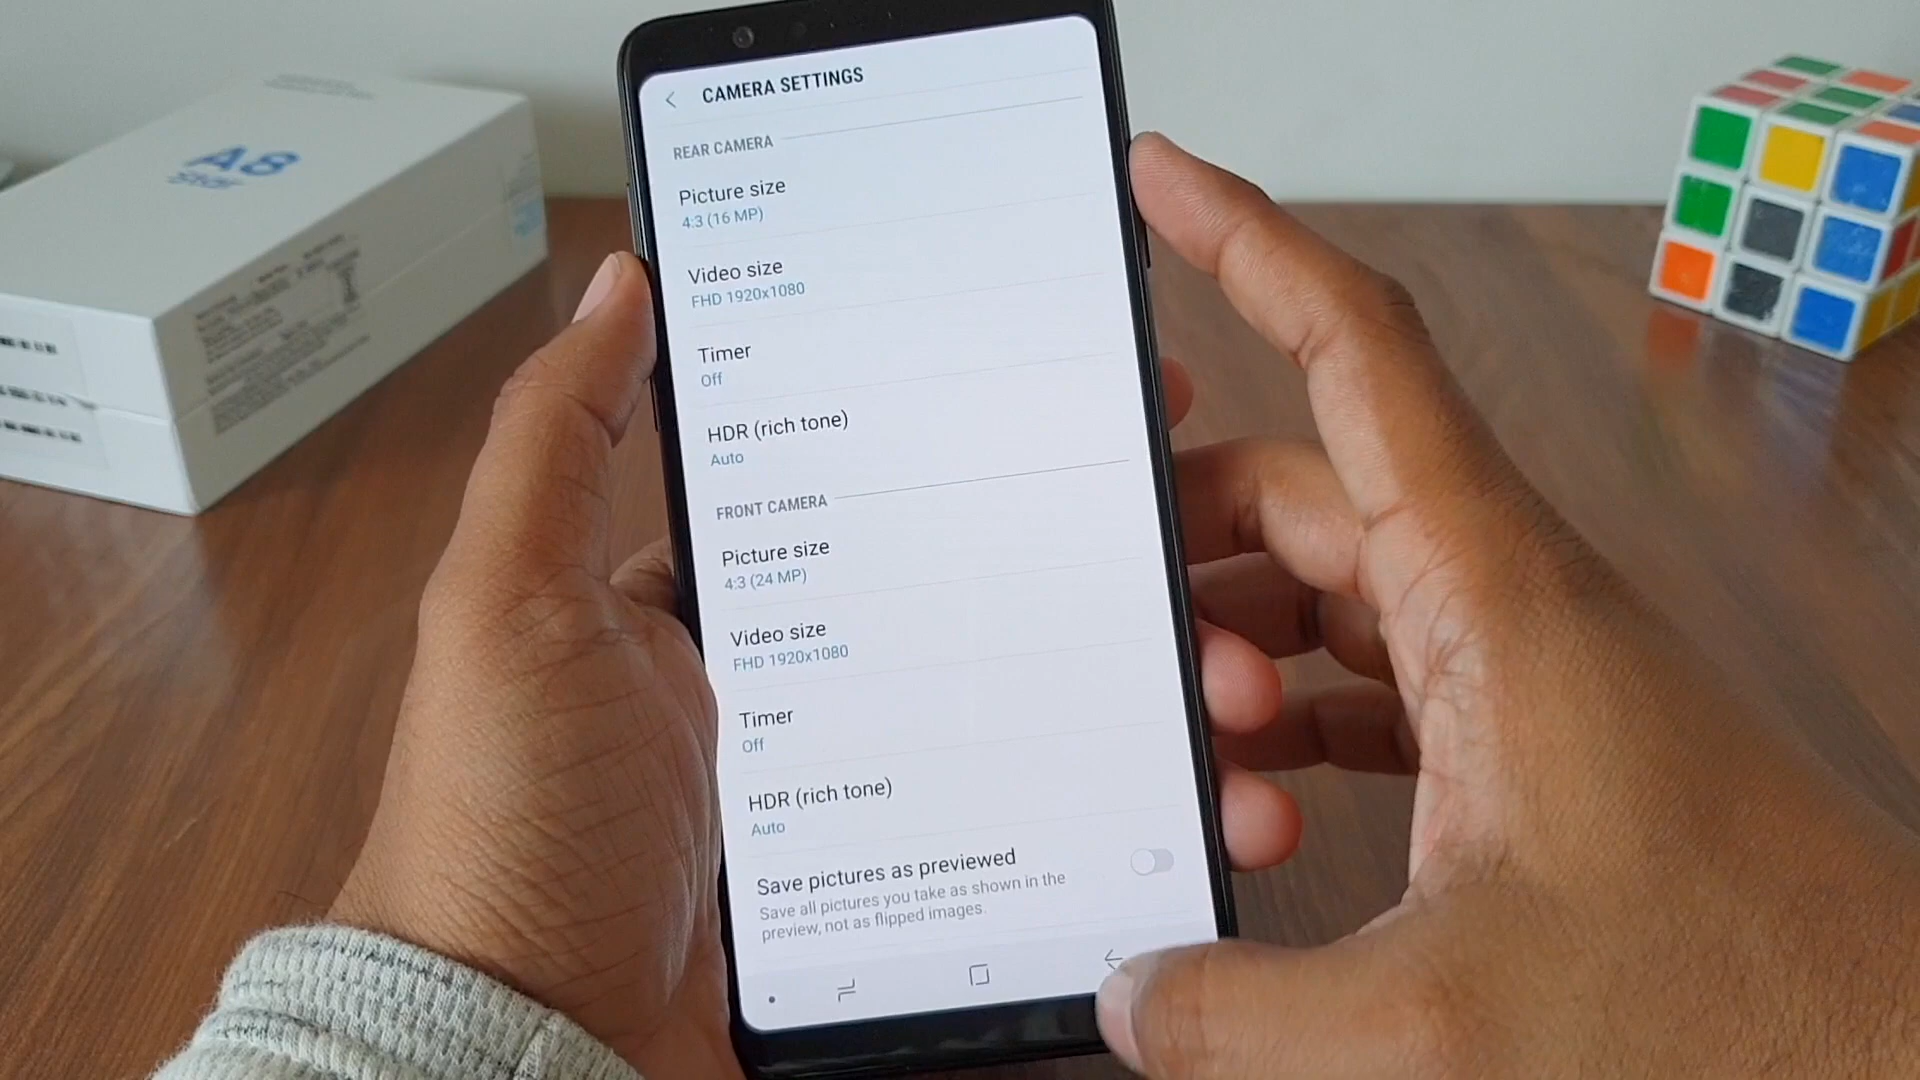 A8
STAR
CAMERA SETTINGS
REAR CAMERA
Picture size
4:3 (16 MP)
Video size
FHD 1920x1080
Timer
Off
HDR (rich tone)
Auto
FRONT CAMERA
Picture size
4:3 (24 MP)
Video size
FHD 1920x1080
Timer
Off
HDR (rich tone)
Auto
Save pictures as previewed
Save all pictures you take as shown in the
preview, not as flipped images.